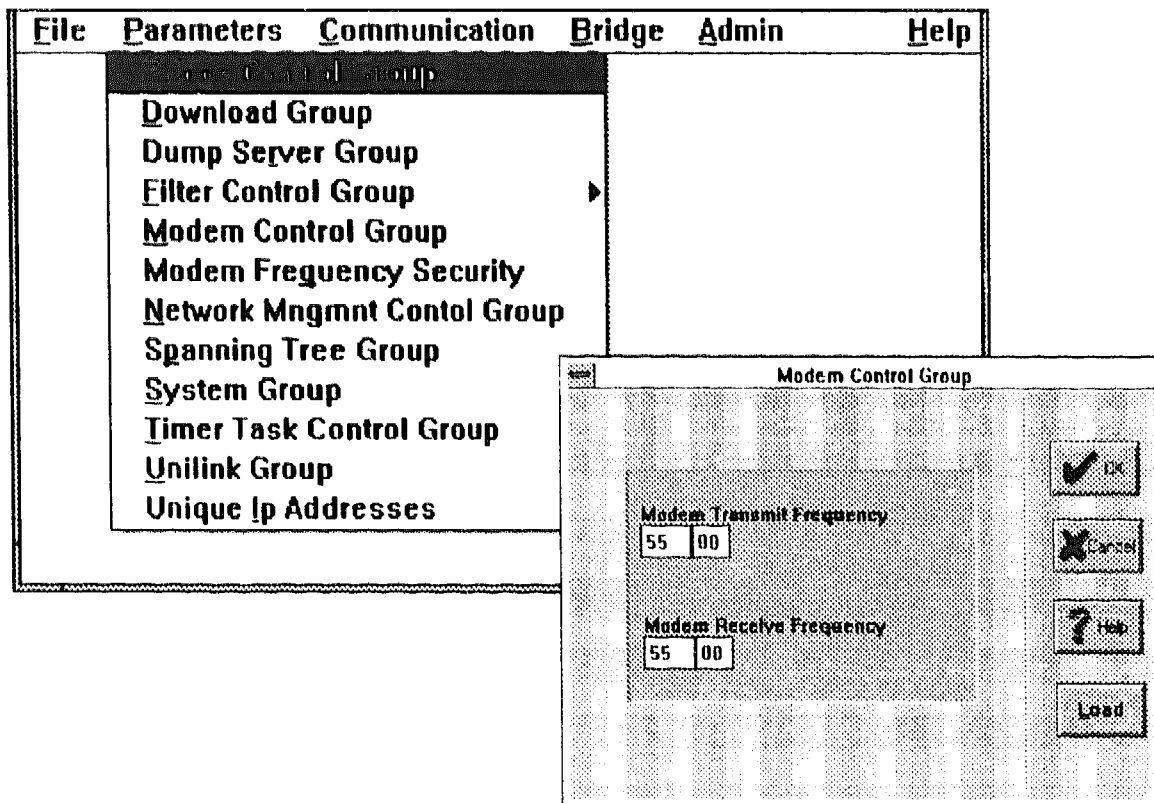 File Parameters Communication Bridge Admin Help
Control Group
Download Group
Dump Server Group
Filter Control Group
Modem Control Group
Modem Frequency Security
Network Mngmnt Contol Group
Spanning Tree Group
System Group
Timer Task Control Group
Unilink Group
Unique Ip Addresses
Modem Control Group
Modem Transmit Frequency
55 00
Modem Receive Frequency
55 00
OK
Cancel
Help
Load